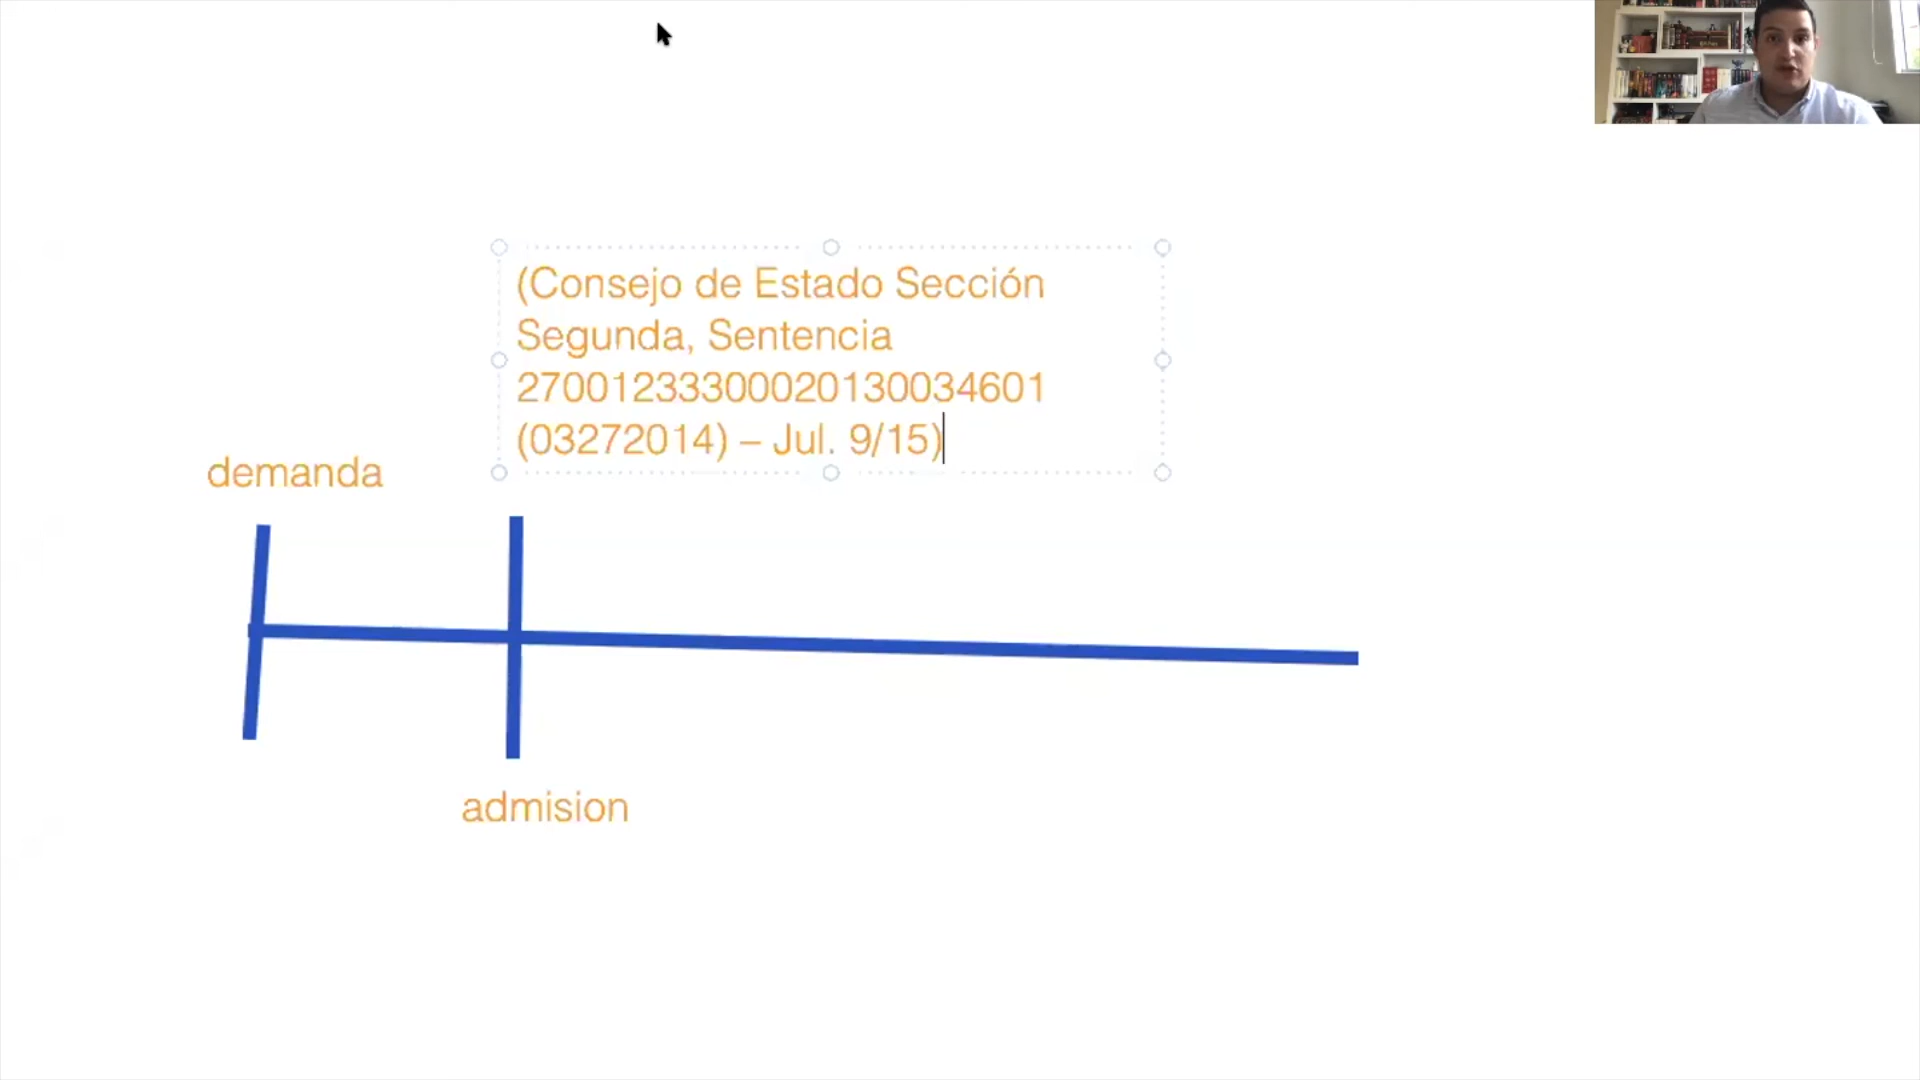 (Consejo de Estado Sección
Segunda, Sentencia
27001233300020130034601
(03272014) – Jul. 9/15)
demanda
admision